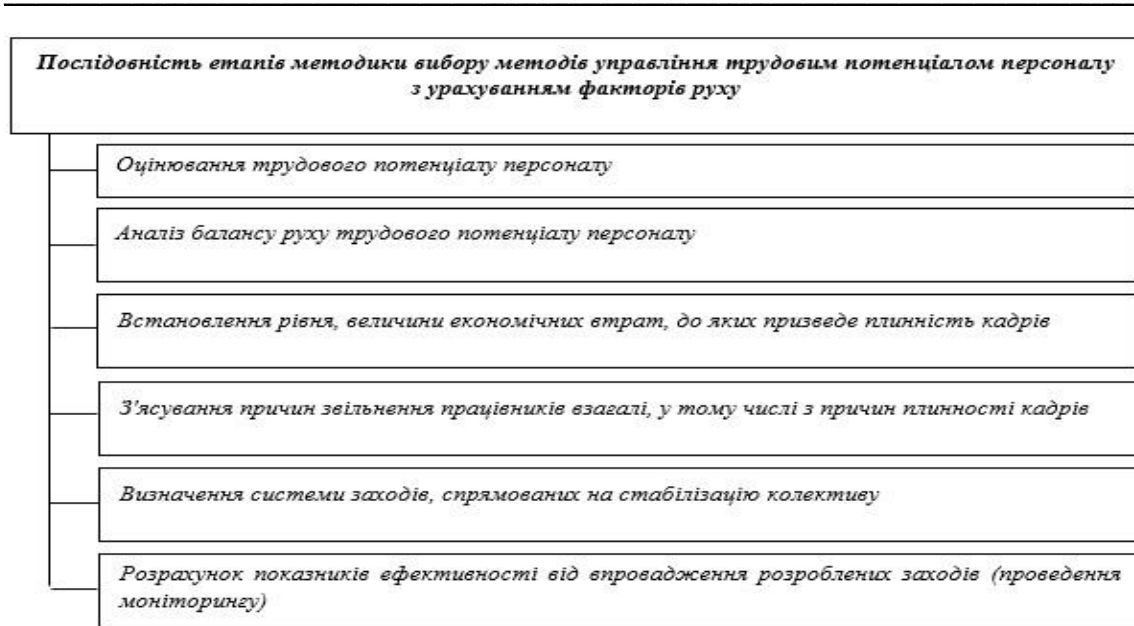 Послідовність етапів методики вибору методів управління трудовим потенціалом персоналу
з урахуванням факторів руху
Оцінювання трудового потенціалу персоналу
Аналіз балансу руху трудового потенціалу персоналу
Встановлення рівня, величини економічних втрат, до яких призведе плинність кадрів
З'ясування причин звільнення працівників взагалі, у тому числі з причин плинності кадрів
Визначення системи заходів, спрямованих на стабілізацію колективу
Розрахунок показників ефективності від впровадження розроблених заходів (проведення
моніторингу)